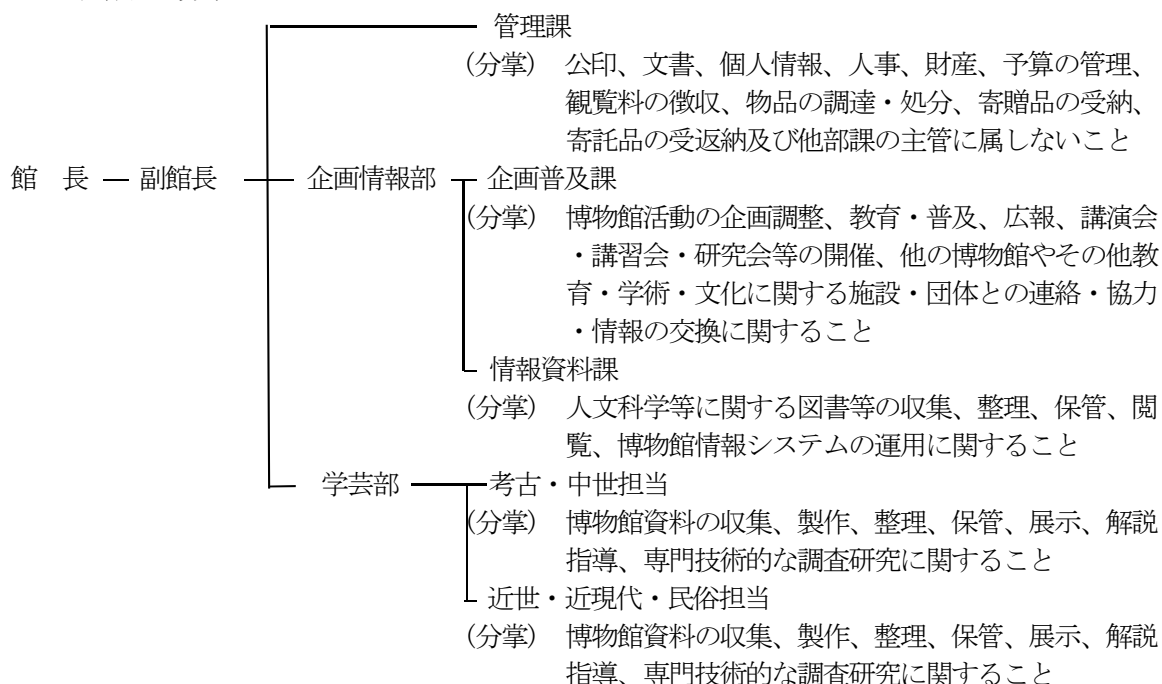 管理課
(分掌) 公印、文書、個人情報、人事、財産、予算の管理、
観覧料の徴収、物品の調達・処分、寄贈品の受納、
寄託品の受返納及び他部課の主管に属しないこと
館 長 副館長 企画情報部 企画普及課
(分掌) 博物館活動の企画調整、教育・普及、広報、講演会
・講習会・研究会等の開催、他の博物館やその他教
育・学術・文化に関する施設・団体との連絡・協力
・情報の交換に関すること
情報資料課
(分掌) 人文科学等に関する図書等の収集、整理、保管、閲
覧、博物館情報システムの運用に関すること
学芸部 考古・中世担当
(分掌) 博物館資料の収集、製作、整理、保管、展示、解説
指導、専門技術的な調査研究に関すること
近世・近現代・民俗担当
(分掌) 博物館資料の収集、製作、整理、保管、展示、解説
指導、専門技術的な調査研究に関すること